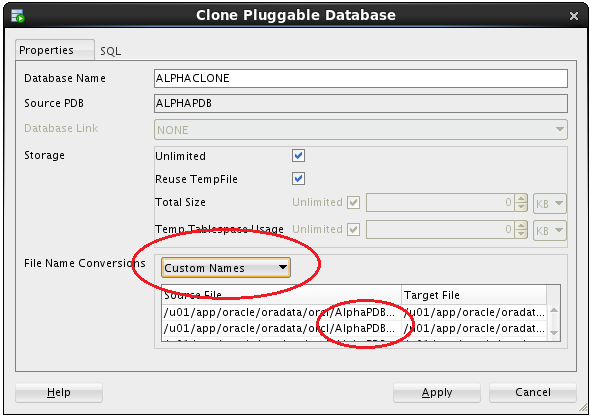 Clone Pluggable Database
Properties SQL
Database Name ALPHACLONE
Source PDB ALPHAPDB
Database Link NONE
Storage Unlimited
Reuse TempFile
Total Size Unlimited 0 KB
Temp Tablespace Usage Unlimited 0 KB
File Name Conversions Custom Names
Source File Target File
/u01/app/oracle/oradata/orcl/AlphaPDB... /u01/app/oracle/oradat...
/u01/app/oracle/oradata/orcl/AlphaPDB... /u01/app/oracle/oradat...
Help Apply Cancel